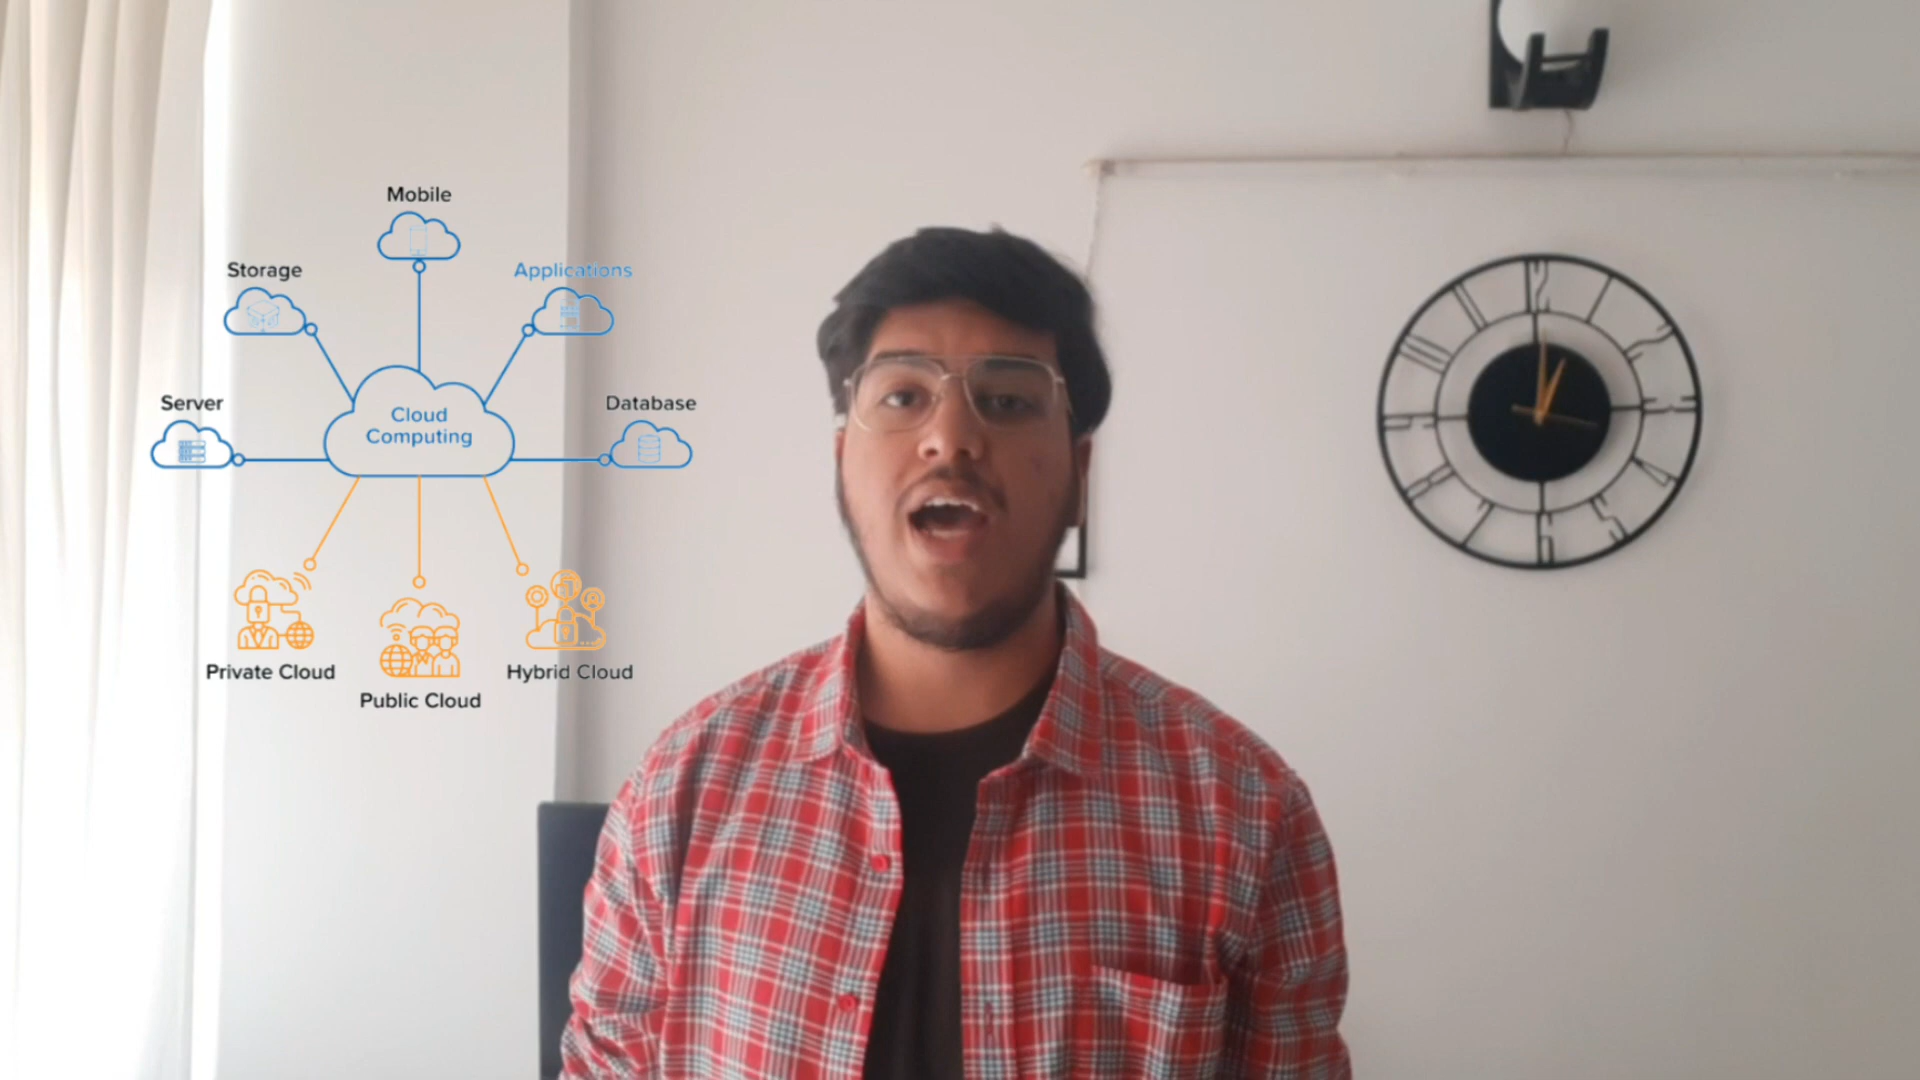 Mobile
Storage
Applications
Server
Cloud
Computing
Database
Private Cloud
Public Cloud
Hybrid Cloud